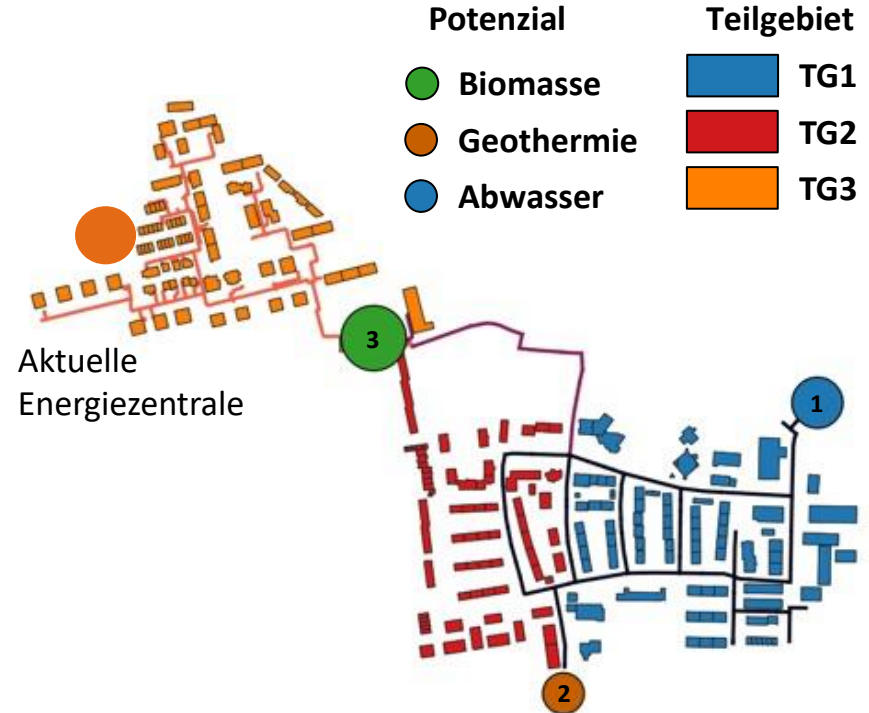 Potenzial
Biomasse
Geothermie
Abwasser
Teilgebiet
TG1
TG2
TG3
Aktuelle
Energiezentrale
3
1
2